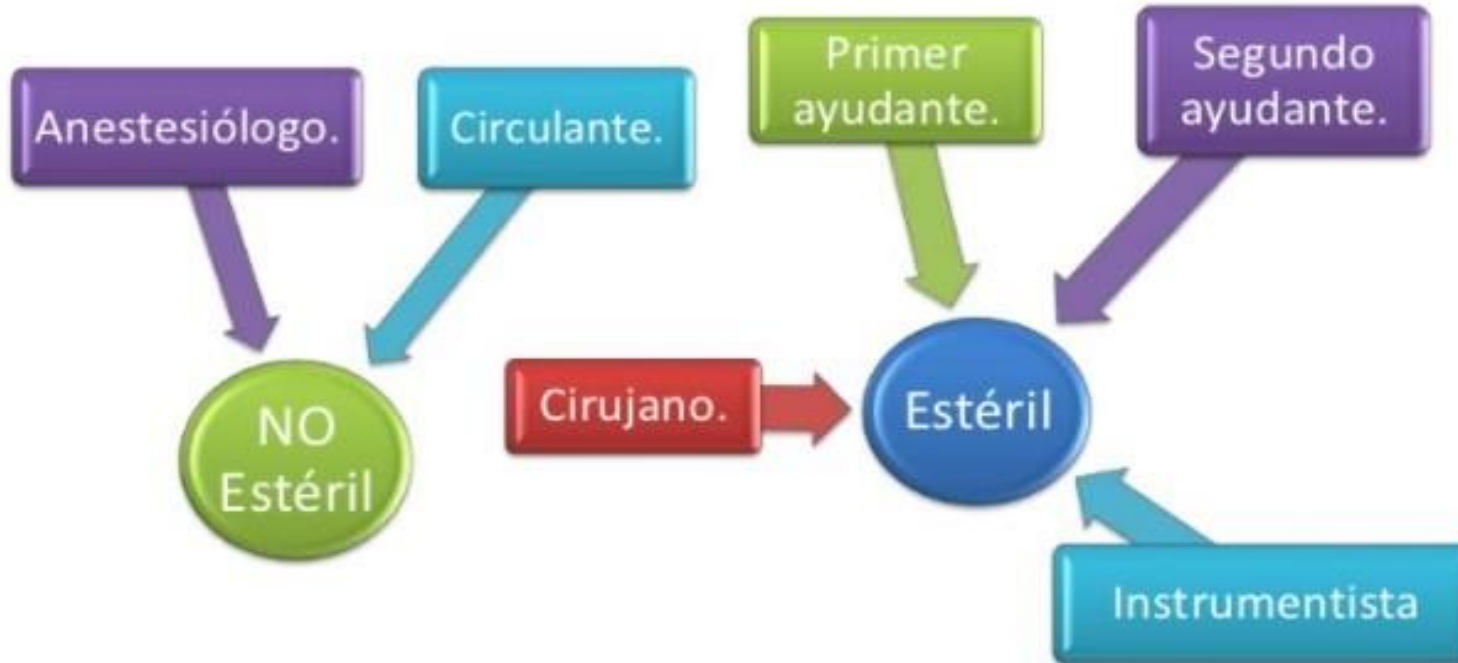 Anestesiólogo.
Circulante.
NO
Estéril
Primer
ayudante.
Segundo
ayudante.
Cirujano.
Estéril
Instrumentista